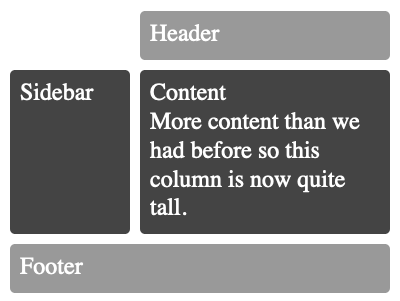 Header
Sidebar
Content
More content than we
had before so this
column is now quite
tall.
Footer